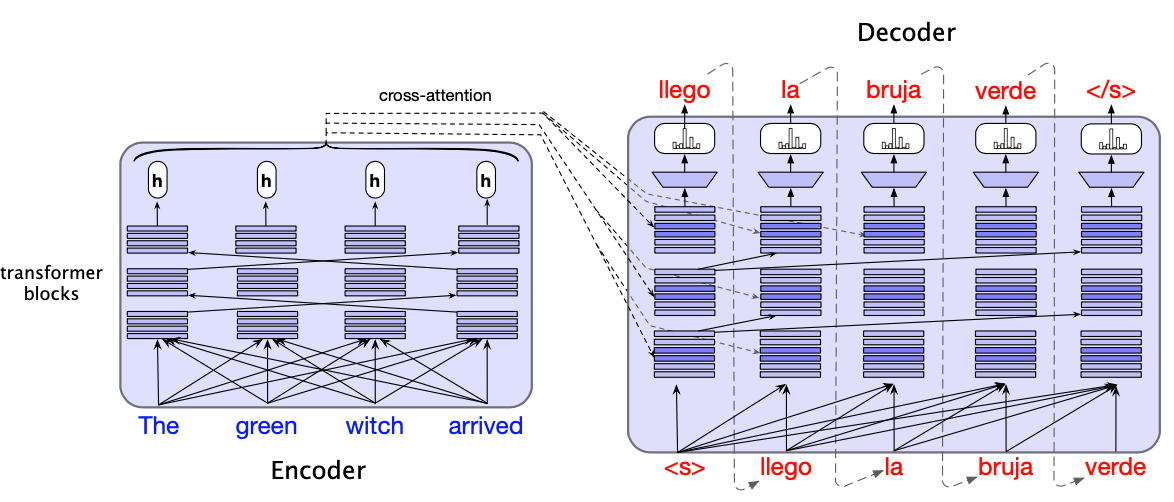 Decoder
cross-attention
llego la bruja verde </s>
h h h h
transformer
blocks
The green witch arrived
Encoder
<s> llego la bruja verde